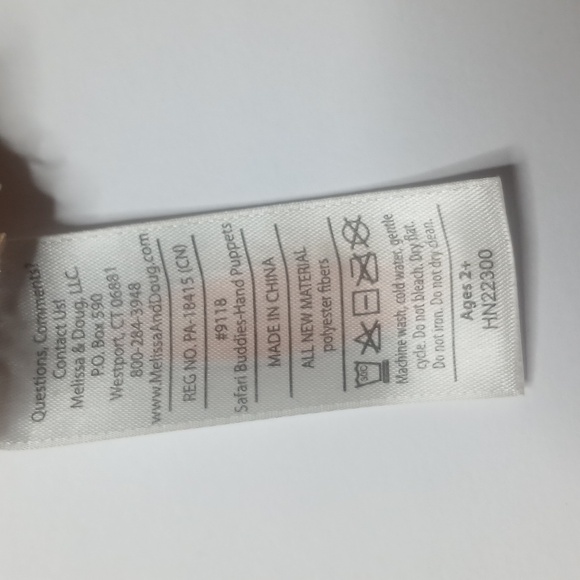 Questions, Comments?
Contact Us!
Melissa & Doug, LLC
P.O. Box 590
Westport, CT 06881
800-284-3948
www.MelissaAndDoug.com
REG NO. PA-18415 (CN)
#9118
Safari Buddies-Hand Puppets
MADE IN CHINA
ALL NEW MATERIAL
polyester fibers
Machine wash, cold water, gentle
cycle. Do not bleach. Dry flat.
Do not iron. Do not dry clean.
Ages 2+
HN22300